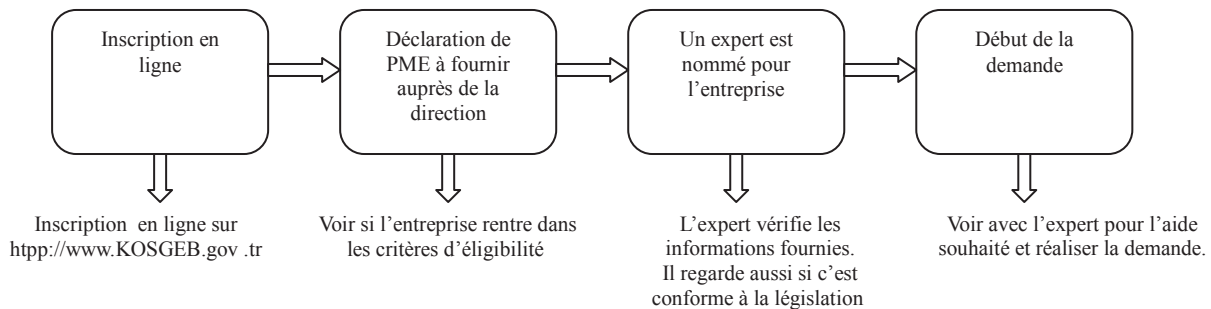 Inscription en
ligne
Déclaration de
PME à fournir
auprès de la
direction
Un expert est
nommé pour
l'entreprise
Début de la
demande
Inscription en ligne sur
htpp://www.KOSGEB.gov .tr
Voir si l'entreprise rentre dans
les critères d'éligibilité
L'expert vérifie les
informations fournies.
Il regarde aussi si c'est
conforme à la législation
Voir avec l'expert pour l'aide
souhaité et réaliser la demande.